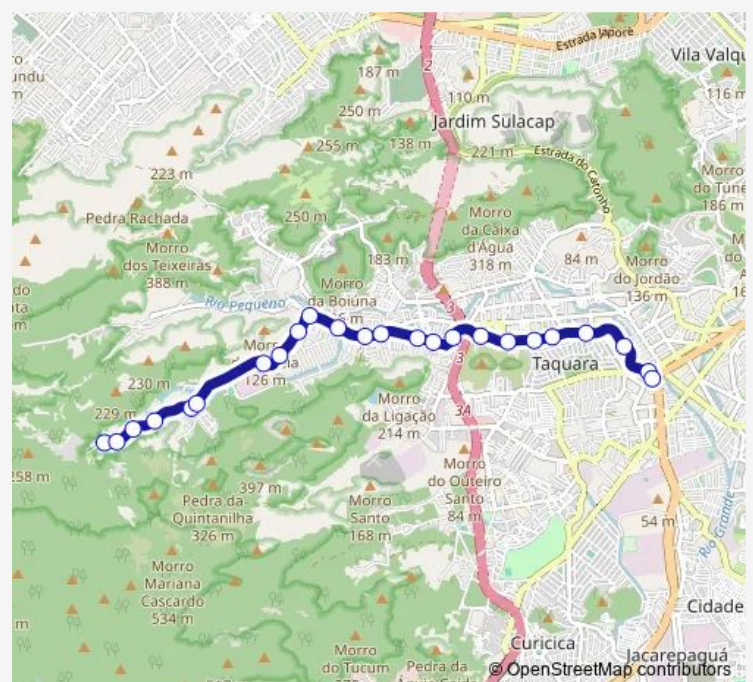 Estrada Japoré
187 m
2
Vila Valqu
250 m
110 m
116 m
Jardim Sulacap
255 m
138 m
221 m
Estrada do Catonho
223 m
Morro
do Tune
186 m
Pedra Rachada
250 m
Morro
da Caixa
d'Água
318 m
Morro
dos Teixeiras
388 m
183 m
84 m
Morro
do Jordão
136 m
Rio Pequeno
Morro
da Boiúna
3
126 m
3
Taquara
230 m
229 m
3A
Morro
da Ligação
214 m
258 m
397 m
Pedra da
Quintanilha
326 m
Morro
Santo
168 m
Morro
do Outeiro
Santo
84 m
54 m
Rio Grande
Morro
Mariana
Cascardo
534 m
Cidade
Morro
do Tucum
Pedra da
Curicica
Jacarepaguá
© OpenStreetMap contributors